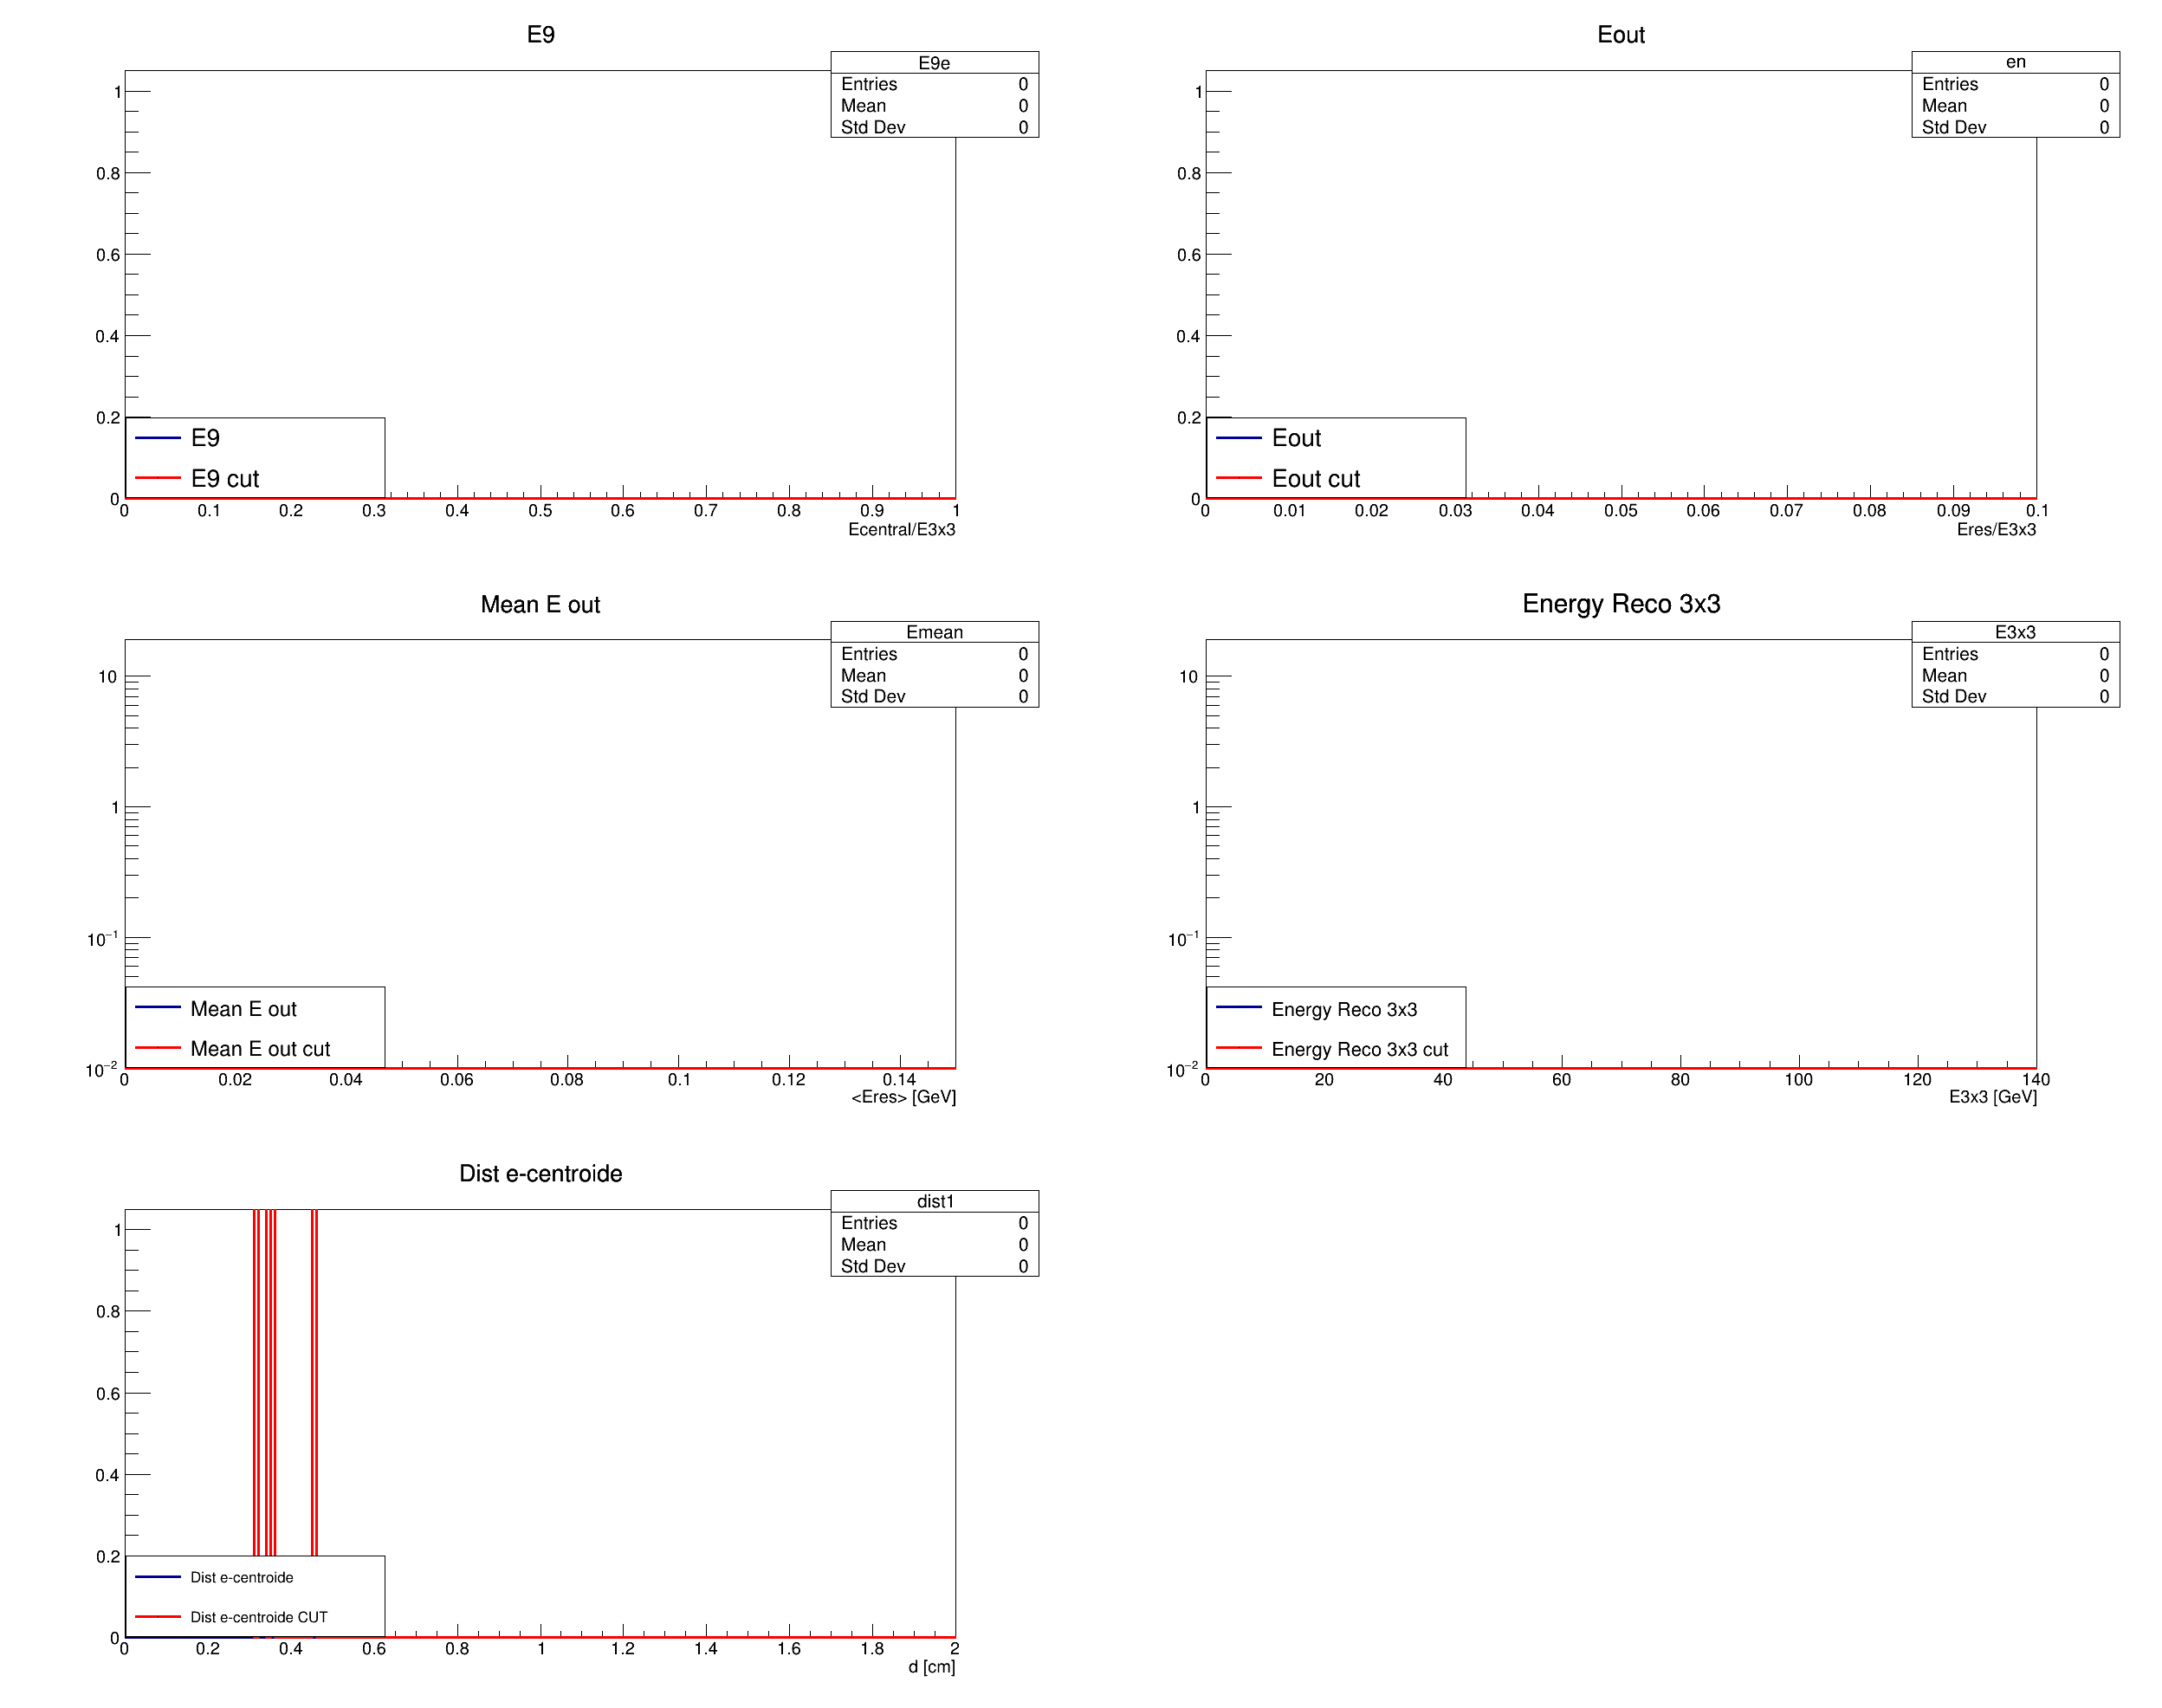 E9
E9e
Entries 0
Mean 0
Std Dev 0
1
0.8
0.6
0.4
0.2
0
E9
E9 cut
0 0.1 0.2 0.3 0.4 0.5 0.6 0.7 0.8 0.9 1
Ecentral/E3x3
Eout
en
Entries 0
Mean 0
Std Dev 0
1
0.8
0.6
0.4
0.2
0
Eout
Eout cut
0 0.01 0.02 0.03 0.04 0.05 0.06 0.07 0.08 0.09 0.1
Eres/E3x3
Mean E out
Emean
Entries 0
Mean 0
Std Dev 0
10
1
10⁻¹
10⁻²
Mean E out
Mean E out cut
0 0.02 0.04 0.06 0.08 0.1 0.12 0.14
<Eres> [GeV]
Energy Reco 3x3
E3x3
Entries 0
Mean 0
Std Dev 0
10
1
10⁻¹
10⁻²
Energy Reco 3x3
Energy Reco 3x3 cut
0 20 40 60 80 100 120 140
E3x3 [GeV]
Dist e-centroide
dist1
Entries 0
Mean 0
Std Dev 0
1
0.8
0.6
0.4
0.2
0
Dist e-centroide
Dist e-centroide CUT
0 0.2 0.4 0.6 0.8 1 1.2 1.4 1.6 1.8 2
d [cm]